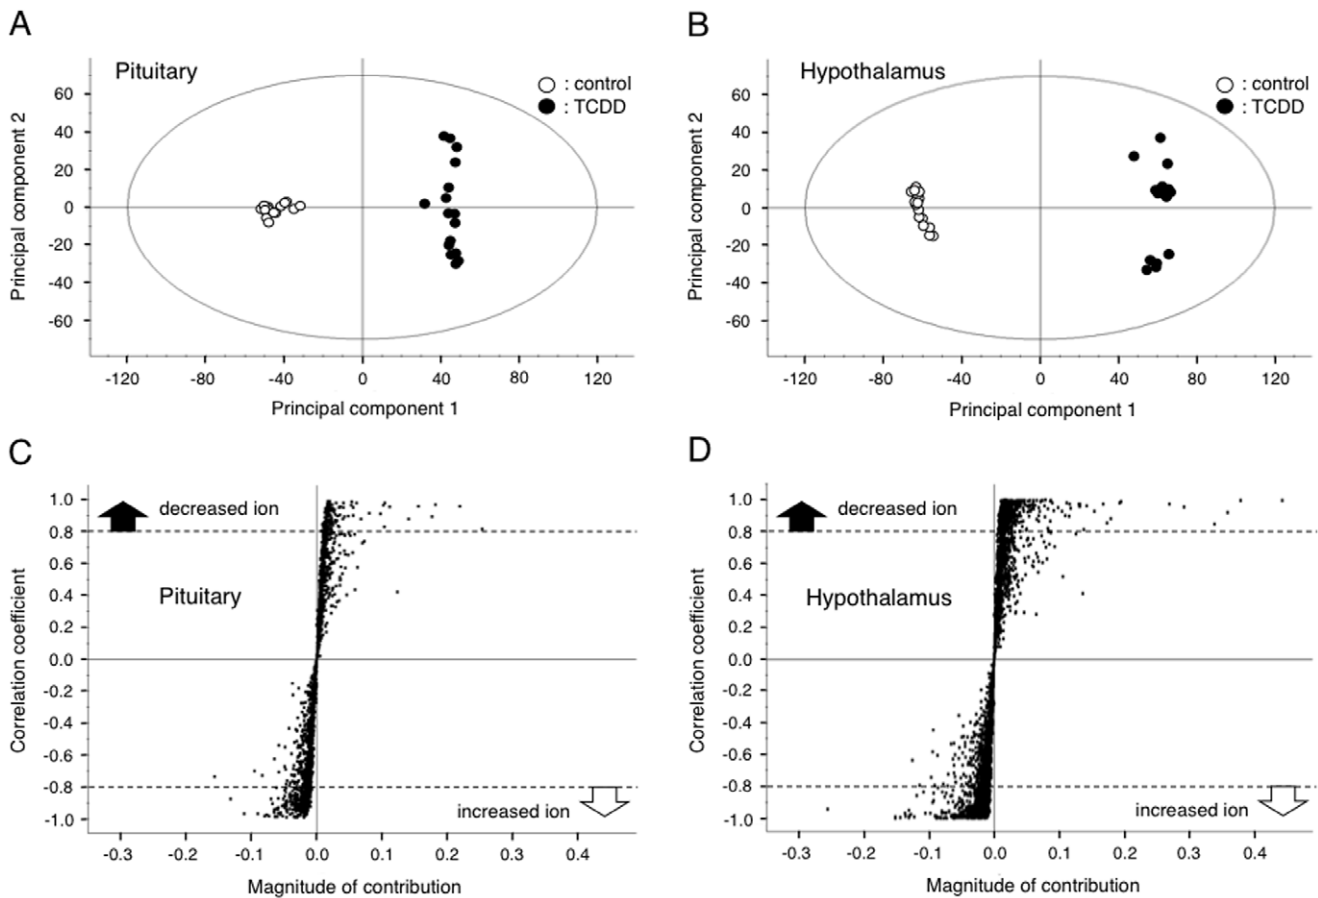 A
Pituitary
: control
: TCDD
60
40
20
0
-20
-40
-60
Principal component 2
-120
-80
-40
0
40
80
120
Principal component 1
B
Hypothalamus
: control
: TCDD
60
40
20
0
-20
-40
-60
Principal component 2
-120
-80
-40
0
40
80
120
Principal component 1
C
decreased ion
Pituitary
increased ion
1.0
0.8
0.6
0.4
0.2
0.0
-0.2
-0.4
-0.6
-0.8
-1.0
Correlation coefficient
-0.3
-0.2
-0.1
0.0
0.1
0.2
0.3
0.4
Magnitude of contribution
D
decreased ion
Hypothalamus
increased ion
1.0
0.8
0.6
0.4
0.2
0.0
-0.2
-0.4
-0.6
-0.8
-1.0
Correlation coefficient
-0.3
-0.2
-0.1
0.0
0.1
0.2
0.3
0.4
Magnitude of contribution